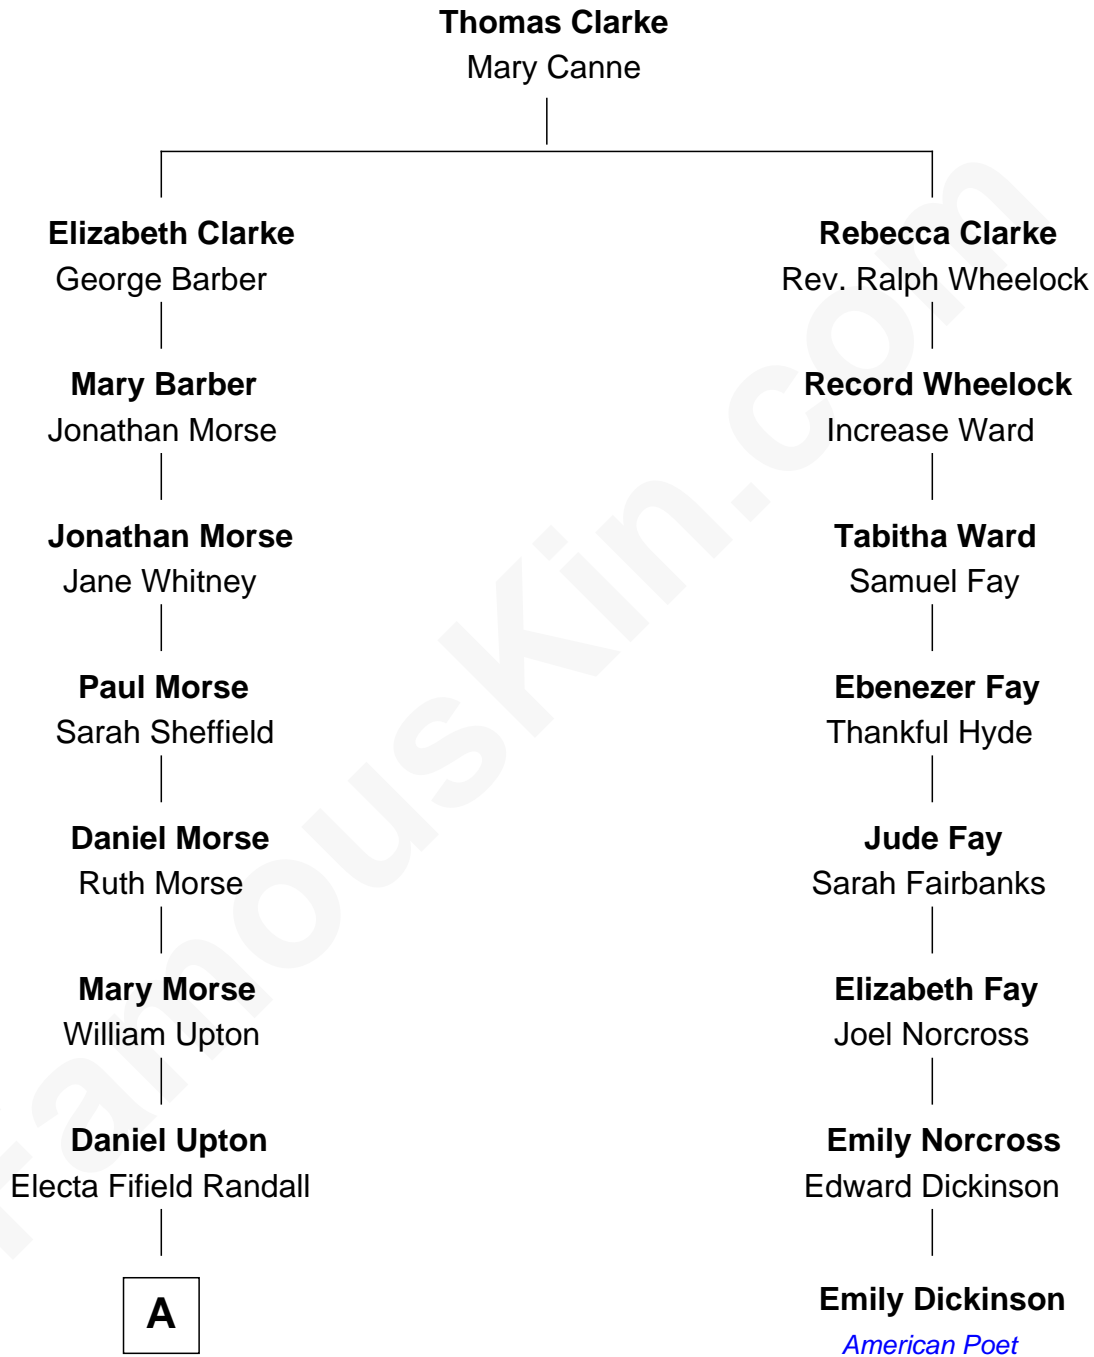 Thomas Clarke
Mary Canne
Elizabeth Clarke
George Barber
Rebecca Clarke
Rev. Ralph Wheelock
Mary Barber
Jonathan Morse
Record Wheelock
Increase Ward
Jonathan Morse
Jane Whitney
Tabitha Ward
Samuel Fay
Paul Morse
Sarah Sheffield
Ebenezer Fay
Thankful Hyde
Daniel Morse
Ruth Morse
Jude Fay
Sarah Fairbanks
Mary Morse
William Upton
Elizabeth Fay
Joel Norcross
Daniel Upton
Electa Fifield Randall
Emily Norcross
Edward Dickinson
A
Emily Dickinson
American Poet
FamousKin.com